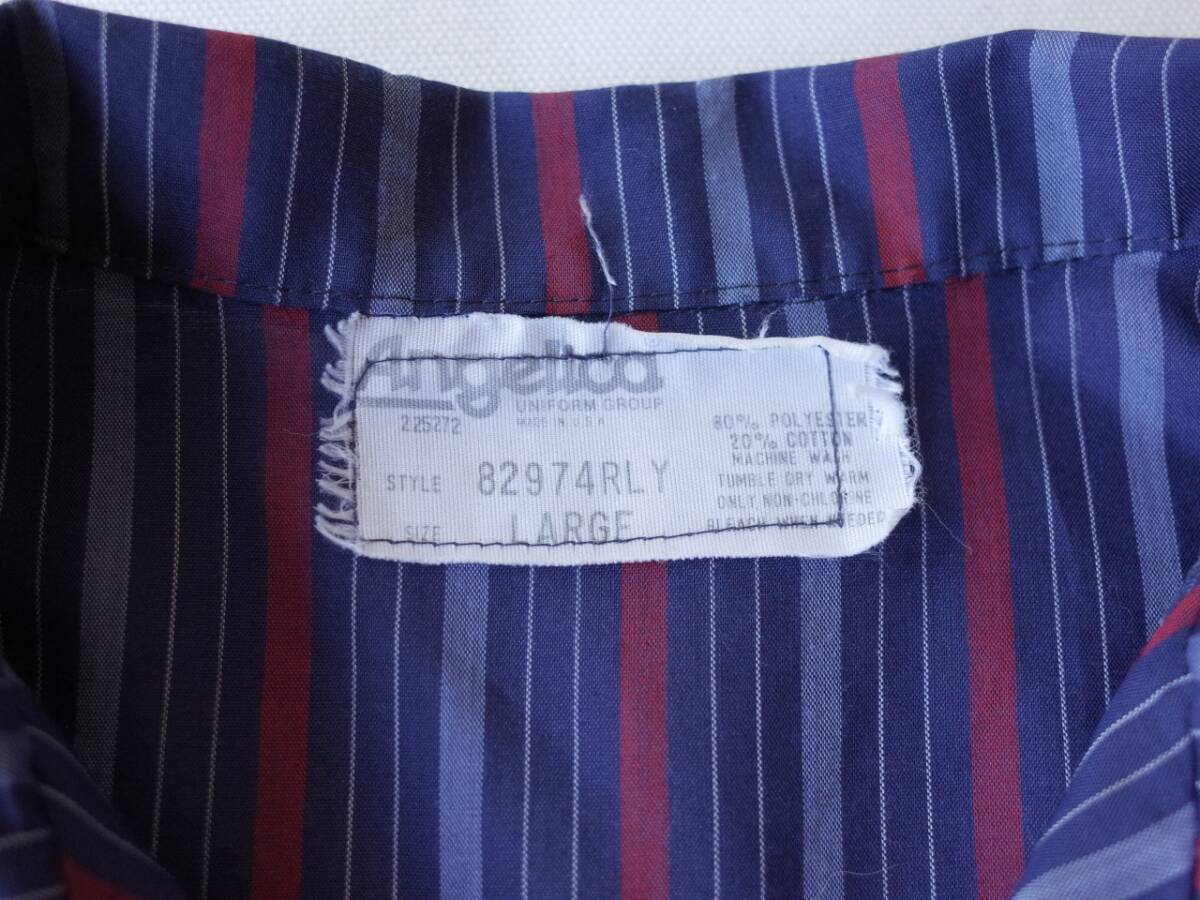 Angelica
UNIFORM GROUP
225272 MADE IN U.S.A
STYLE 82974RLY
SIZE LARGE
80% POLYESTER
20% COTTON
MACHINE WASH
TUMBLE DRY WARM
ONLY NON-CHLORINE
BLEACH WHEN NEEDED